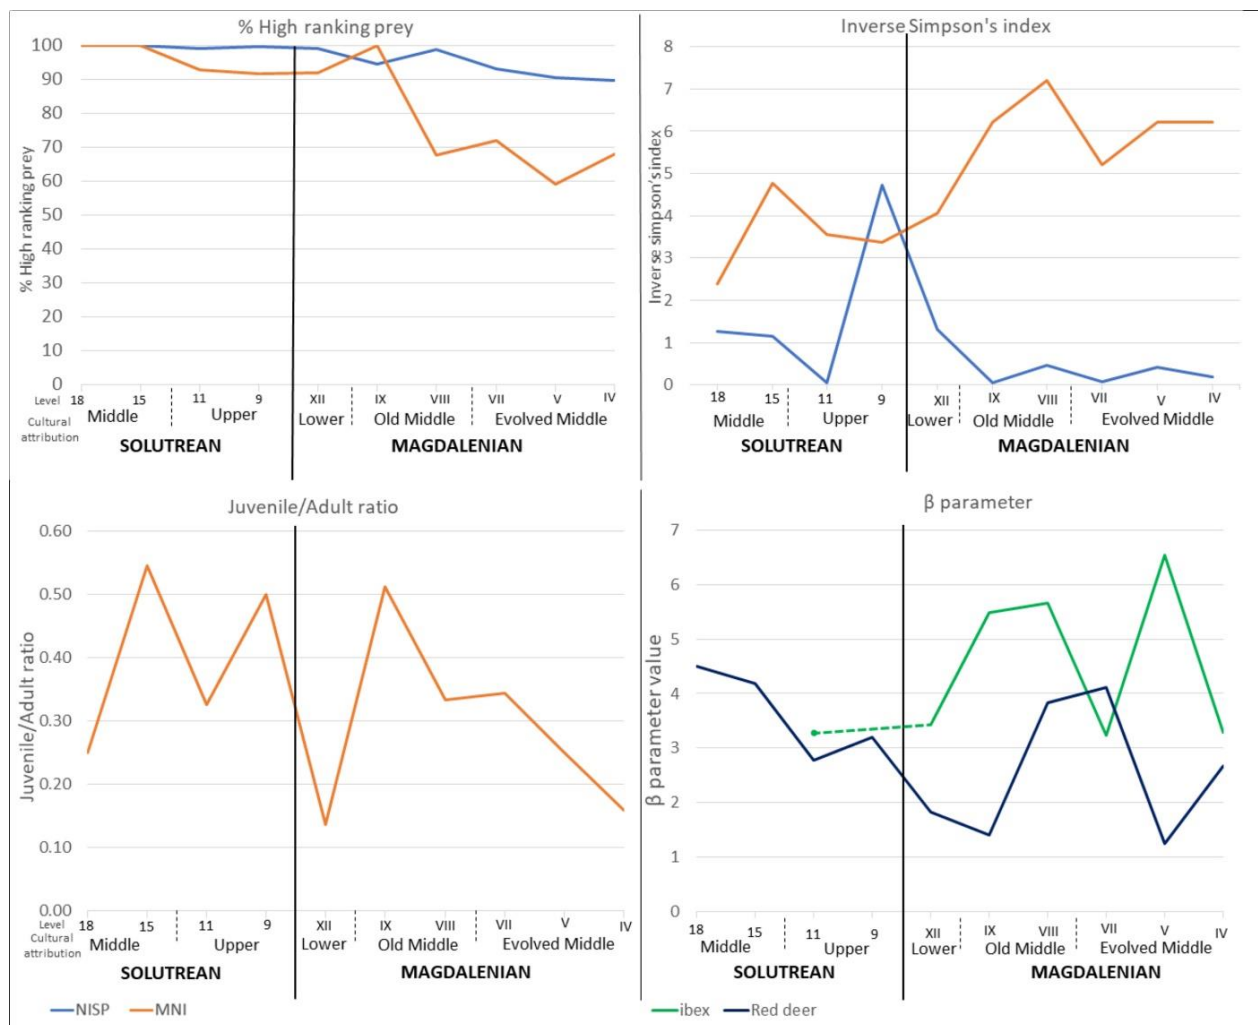 % High ranking prey
% High ranking prey
100
90
80
70
60
50
40
30
20
10
0
Level 18 15 11 9 XII IX VIII VII V IV
Cultural attribution
Middle Upper Lower Old Middle Evolved Middle
SOLUTREAN MAGDALENIAN
Inverse Simpson's index
Inverse simpson's index
8
7
6
5
4
3
2
1
0
18 15 11 9 XII IX VIII VII V IV
Middle Upper Lower Old Middle Evolved Middle
SOLUTREAN MAGDALENIAN
Juvenile/Adult ratio
Juvenile/Adult ratio
0.60
0.50
0.40
0.30
0.20
0.10
0.00
Level 18 15 11 9 XII IX VIII VII V IV
Cultural attribution
Middle Upper Lower Old Middle Evolved Middle
SOLUTREAN MAGDALENIAN
NISP MNI
β parameter
β parameter value
7
6
5
4
3
2
1
0
18 15 11 9 XII IX VIII VII V IV
Middle Upper Lower Old Middle Evolved Middle
SOLUTREAN MAGDALENIAN
ibex Red deer